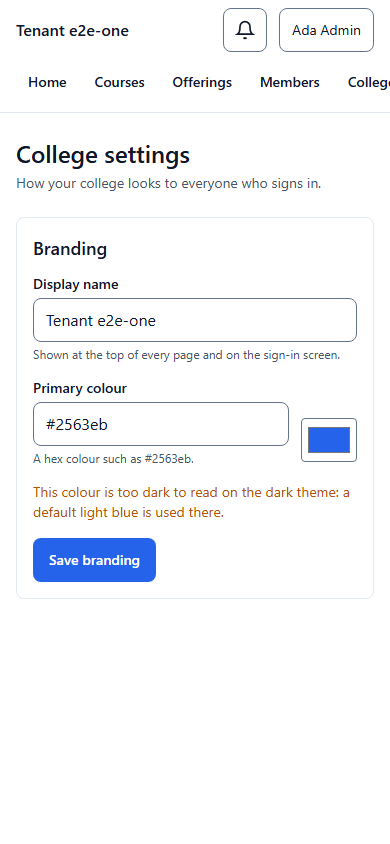 Tenant e2e-one
Ada Admin
Home Courses Offerings Members
College settings
How your college looks to everyone who signs in.
Branding
Display name
Tenant e2e-one
Shown at the top of every page and on the sign-in screen.
Primary colour
#2563eb
A hex colour such as #2563eb.
This colour is too dark to read on the dark theme: a
default light blue is used there.
Save branding